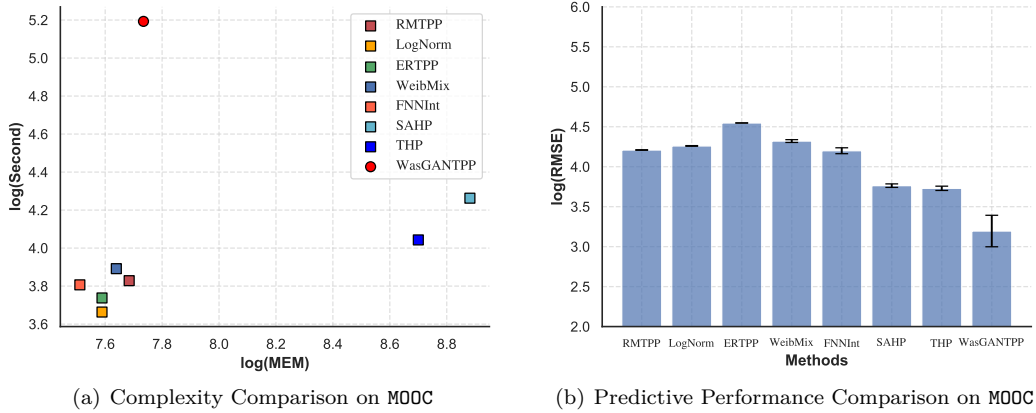 5.2
5.0
4.8
4.6
4.4
4.2
4.0
3.8
3.6
log(Second)
7.6 7.8 8.0 8.2 8.4 8.6 8.8
log(MEM)
RMTPP
LogNorm
ERTPP
WeibMix
FNNInt
SAHP
THP
WasGANTPP
(a) Complexity Comparison on MOOC
6.0
5.5
5.0
4.5
4.0
3.5
3.0
2.5
2.0
log(RMSE)
RMTPP LogNorm ERTPP WeibMix FNNInt SAHP THP WasGANTPP
Methods
(b) Predictive Performance Comparison on MOOC